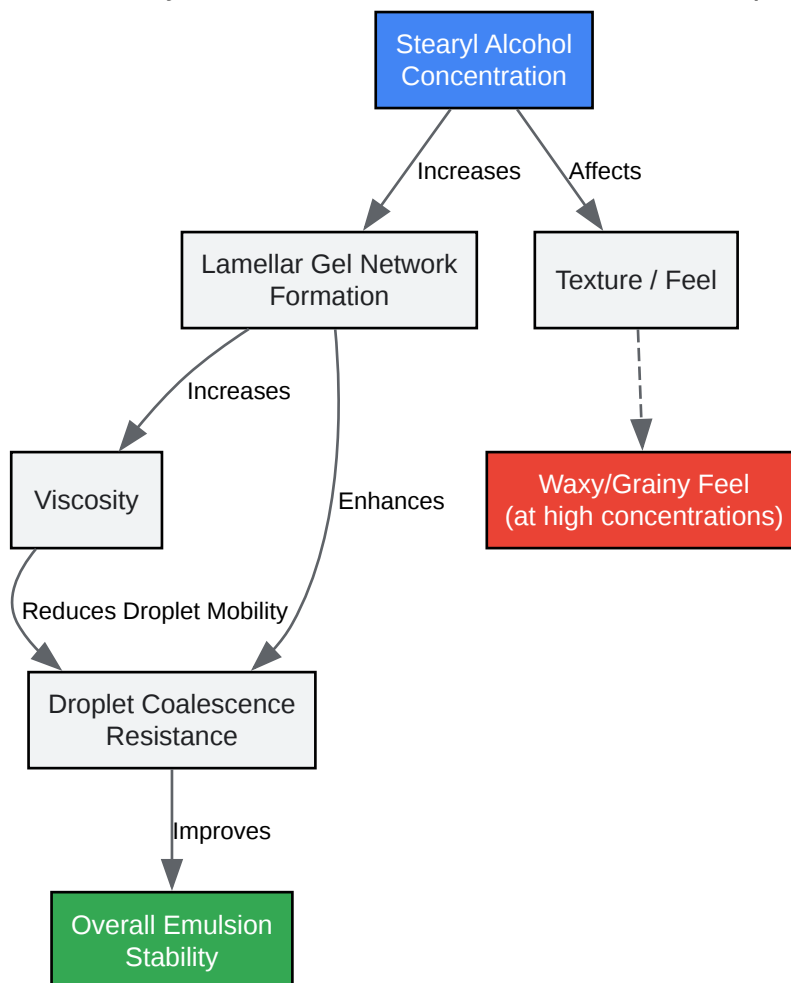 Stearyl Alcohol
Concentration
Increases
Affects
Lamellar Gel Network
Formation
Texture / Feel
Increases
Enhances
Viscosity
Waxy/Grainy Feel
(at high concentrations)
Reduces Droplet Mobility
Droplet Coalescence
Resistance
Improves
Overall Emulsion
Stability